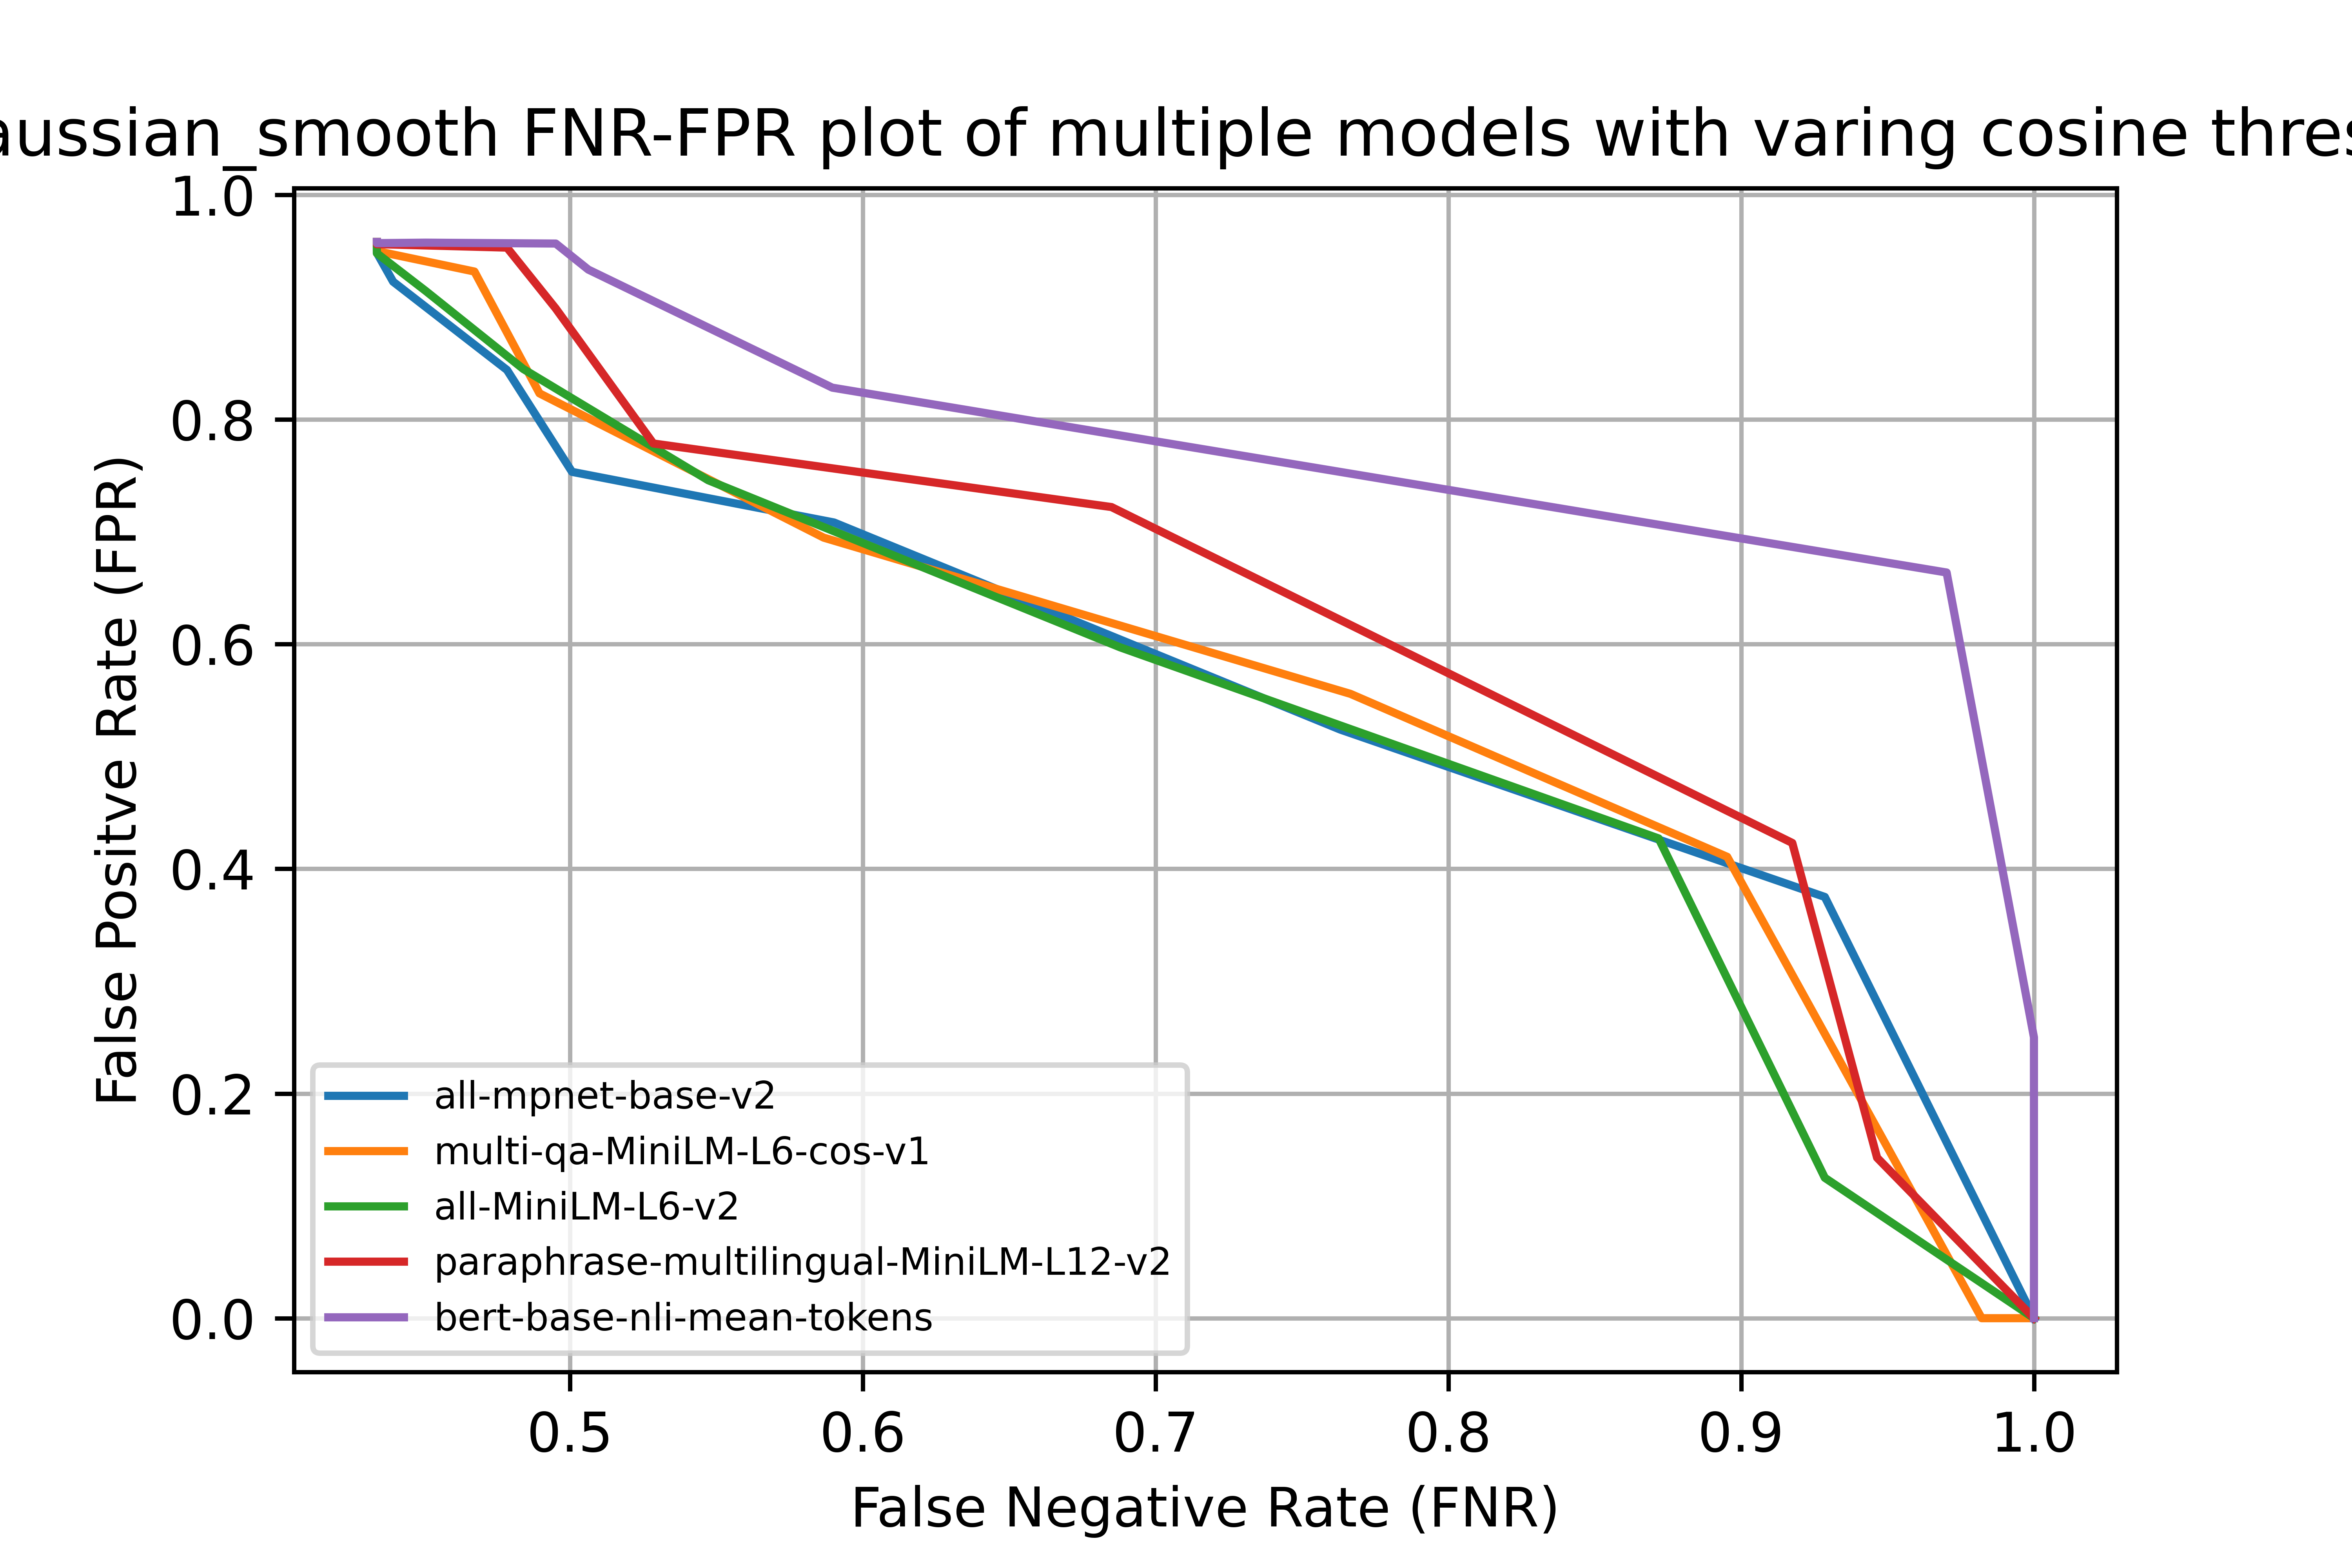 aussian_smooth FNR-FPR plot of multiple models with varing cosine thres
1.0
0.8
0.6
0.4
0.2
0.0
False Positve Rate (FPR)
all-mpnet-base-v2
multi-qa-MiniLM-L6-cos-v1
all-MiniLM-L6-v2
paraphrase-multilingual-MiniLM-L12-v2
bert-base-nli-mean-tokens
0.5 0.6 0.7 0.8 0.9 1.0
False Negative Rate (FNR)